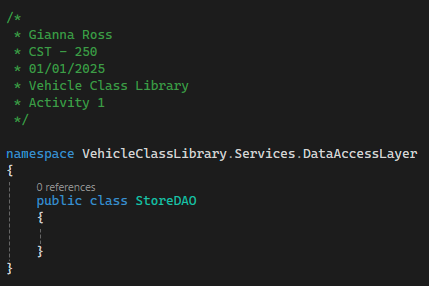 /*
 * Gianna Ross
 * CST - 250
 * 01/01/2025
 * Vehicle Class Library
 * Activity 1
 */
namespace VehicleClassLibrary.Services.DataAccessLayer
{
    0 references
    public class StoreDAO
    {
    }
}